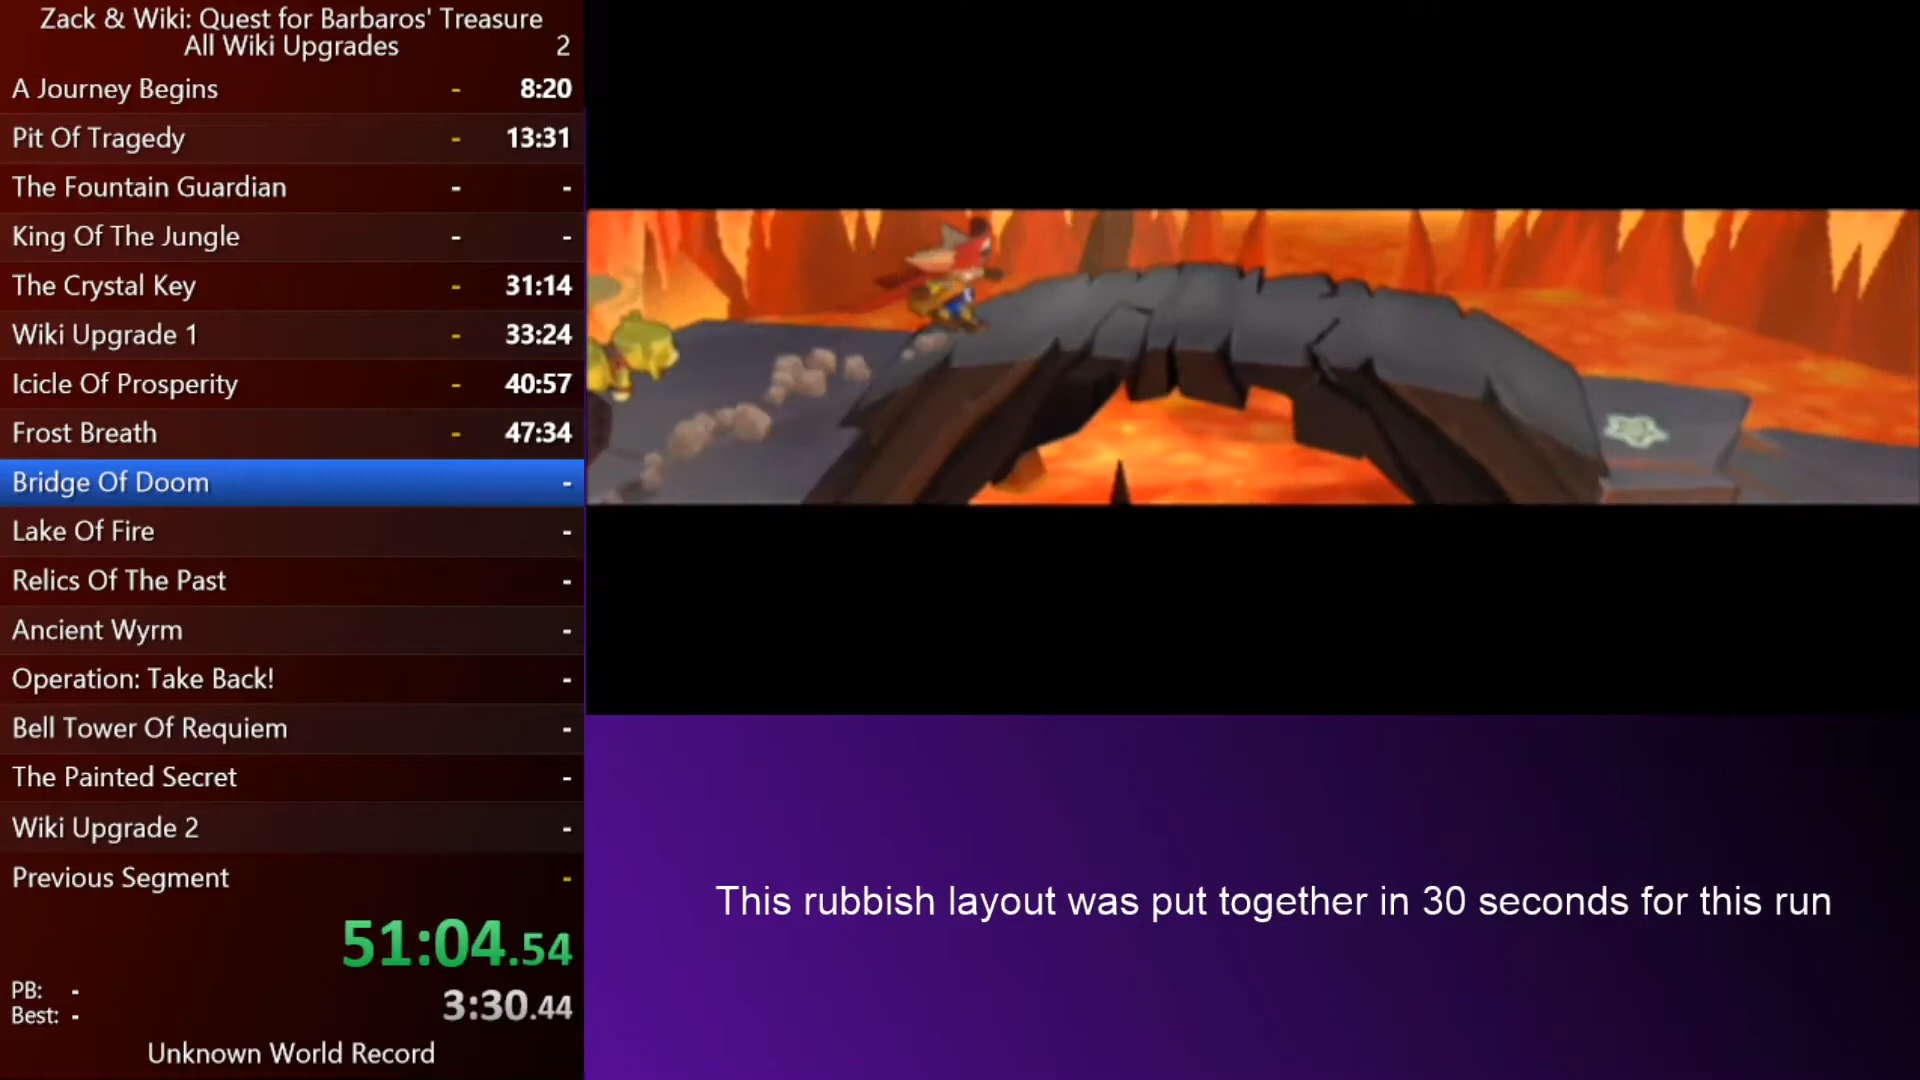 Zack & Wiki: Quest for Barbaros' Treasure
All Wiki Upgrades 2
A Journey Begins - 8:20
Pit Of Tragedy - 13:31
The Fountain Guardian - -
King Of The Jungle - -
The Crystal Key - 31:14
Wiki Upgrade 1 - 33:24
Icicle Of Prosperity - 40:57
Frost Breath - 47:34
Bridge Of Doom -
Lake Of Fire -
Relics Of The Past -
Ancient Wyrm -
Operation: Take Back! -
Bell Tower Of Requiem -
The Painted Secret -
Wiki Upgrade 2 -
Previous Segment -
51:04.54
PB: -
Best: - 3:30.44
Unknown World Record
This rubbish layout was put together in 30 seconds for this run